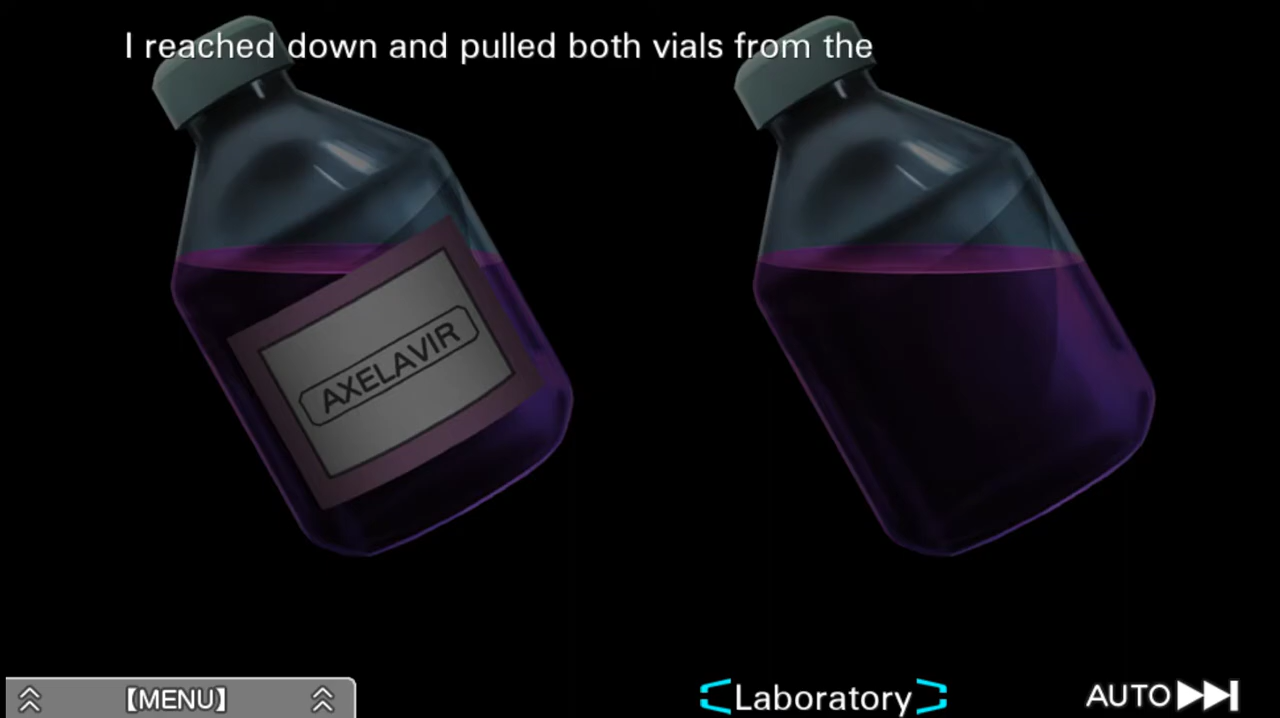 I reached down and pulled both vials from the
AXELAVIR
【MENU】
Laboratory
AUTO